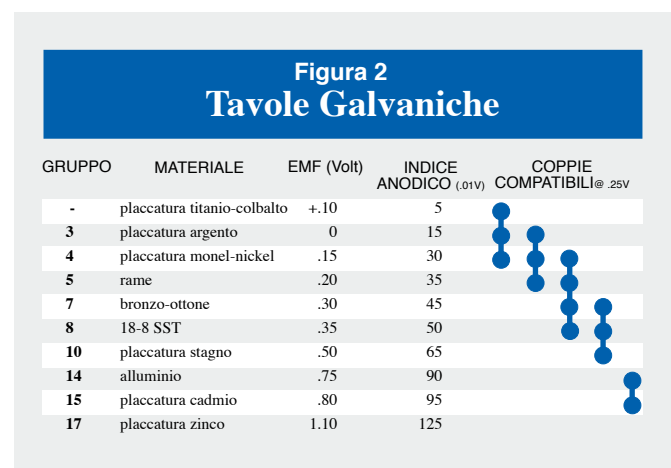 Figura 2
Tavole Galvaniche
GRUPPO MATERIALE EMF (Volt) INDICE ANODICO (.01V) COPPIE COMPATIBILI@ .25V
- placcatura titanio-colbalto +.10 5
3 placcatura argento 0 15
4 placcatura monel-nickel .15 30
5 rame .20 35
7 bronzo-ottone .30 45
8 18-8 SST .35 50
10 placcatura stagno .50 65
14 alluminio .75 90
15 placcatura cadmio .80 95
17 placcatura zinco 1.10 125